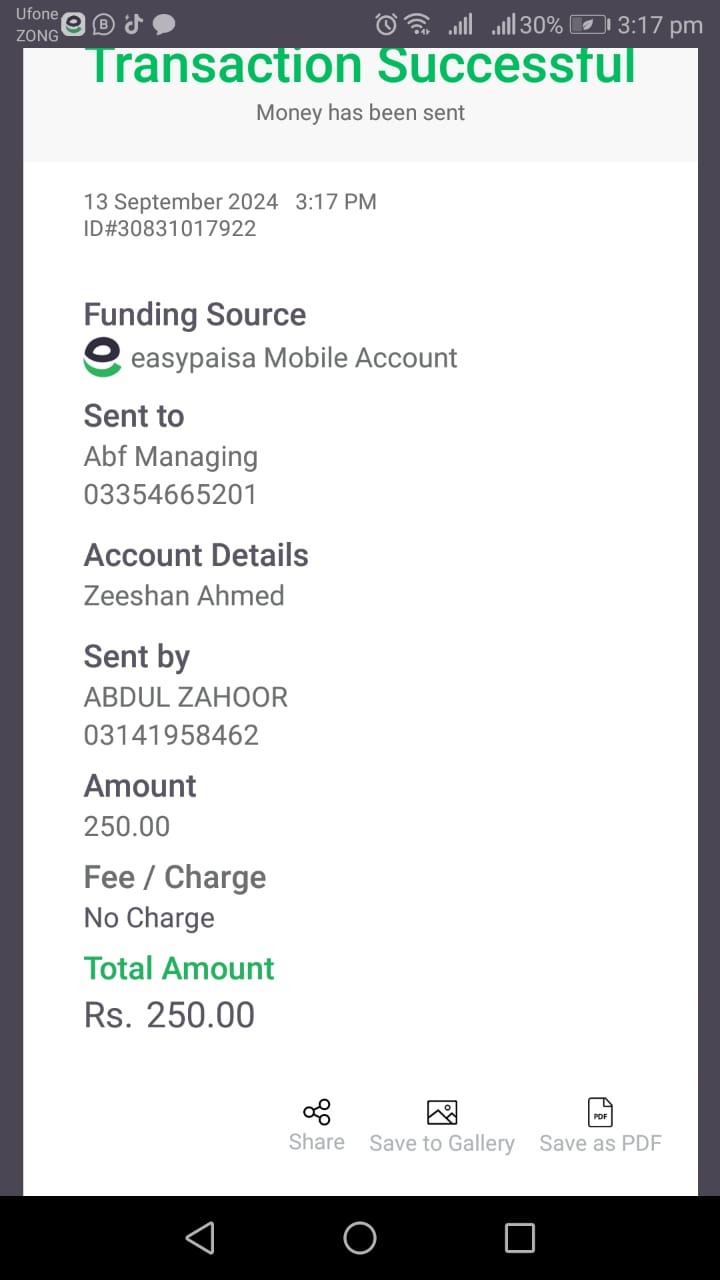 Ufone
ZONG
30% 3:17 pm
Transaction Successful
Money has been sent
13 September 2024 3:17 PM
ID#30831017922
Funding Source
easypaisa Mobile Account
Sent to
Abf Managing
03354665201
Account Details
Zeeshan Ahmed
Sent by
ABDUL ZAHOOR
03141958462
Amount
250.00
Fee / Charge
No Charge
Total Amount
Rs. 250.00
PDF
Share Save to Gallery Save as PDF